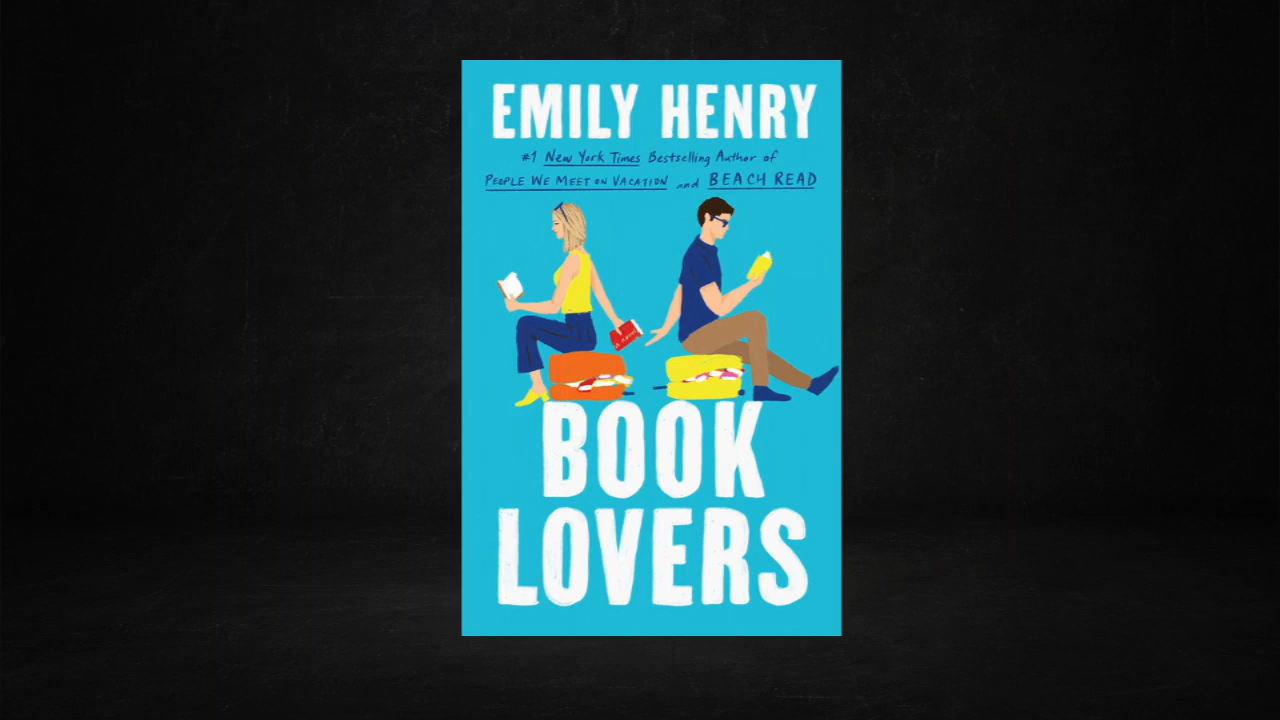 EMILY HENRY
#1 New York Times Bestselling Author of
PEOPLE WE MEET ON VACATION and BEACH READ
A NOVEL
BOOK
LOVERS